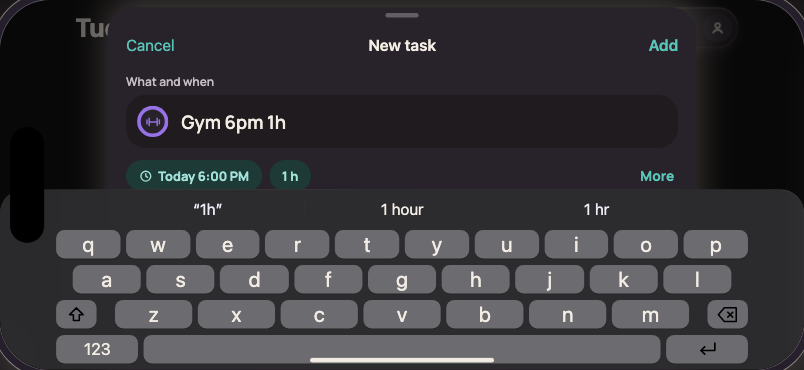 Tue
Cancel New task Add
What and when
Gym 6pm 1h
Today 6:00 PM 1 h More
“1h” 1 hour 1 hr
q w e r t y u i o p
a s d f g h j k l
z x c v b n m
123